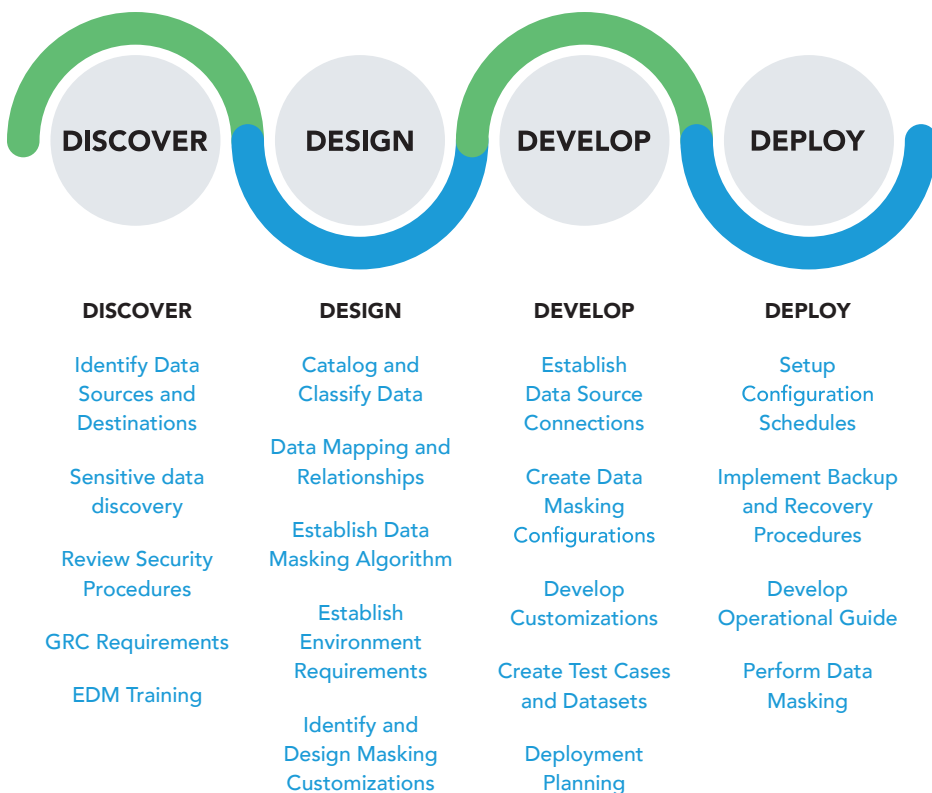 DISCOVER
DESIGN
DEVELOP
DEPLOY
DISCOVER
Identify Data
Sources and
Destinations
Sensitive data
discovery
Review Security
Procedures
GRC Requirements
EDM Training
DESIGN
Catalog and
Classify Data
Data Mapping and
Relationships
Establish Data
Masking Algorithm
Establish
Environment
Requirements
Identify and
Design Masking
Customizations
DEVELOP
Establish
Data Source
Connections
Create Data
Masking
Configurations
Develop
Customizations
Create Test Cases
and Datasets
Deployment
Planning
DEPLOY
Setup
Configuration
Schedules
Implement Backup
and Recovery
Procedures
Develop
Operational Guide
Perform Data
Masking